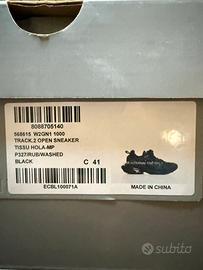 8088705140
568615 W2GN1 1000
TRACK.2 OPEN SNEAKER
TISSU HOLA-MP
P327/RUB/WASHED
BLACK C 41
ECBL100071A
MADE IN CHINA
subito